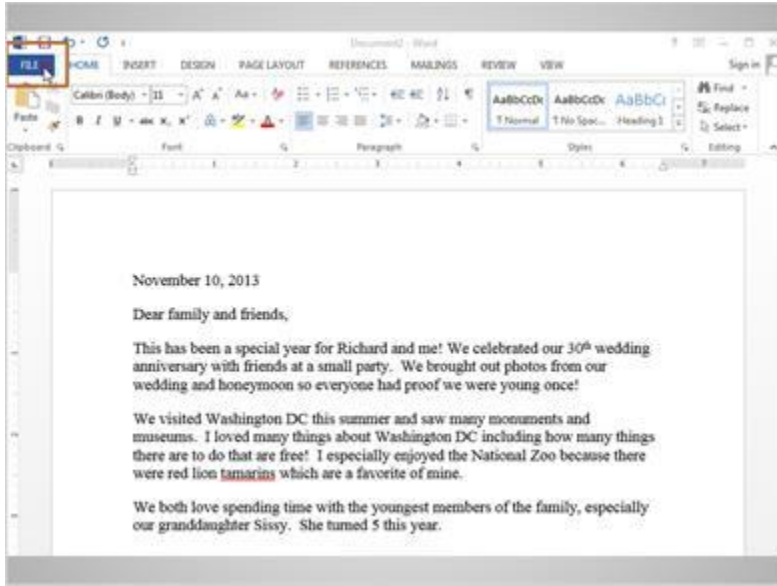 Document2 - Word
FILE HOME INSERT DESIGN PAGE LAYOUT REFERENCES MAILINGS REVIEW VIEW Sign in
Calibri (Body) 11 Aa AaBbCcDc AaBbCcDc AaBbCc Find
Paste B I U abc x, x² A ¶ Normal ¶ No Spac... Heading 1 Replace
Select
Clipboard Font Paragraph Styles Editing
November 10, 2013
Dear family and friends,
This has been a special year for Richard and me! We celebrated our 30th wedding
anniversary with friends at a small party. We brought out photos from our
wedding and honeymoon so everyone had proof we were young once!
We visited Washington DC this summer and saw many monuments and
museums. I loved many things about Washington DC including how many things
there are to do that are free! I especially enjoyed the National Zoo because there
were red lion tamarins which are a favorite of mine.
We both love spending time with the youngest members of the family, especially
our granddaughter Sissy. She turned 5 this year.